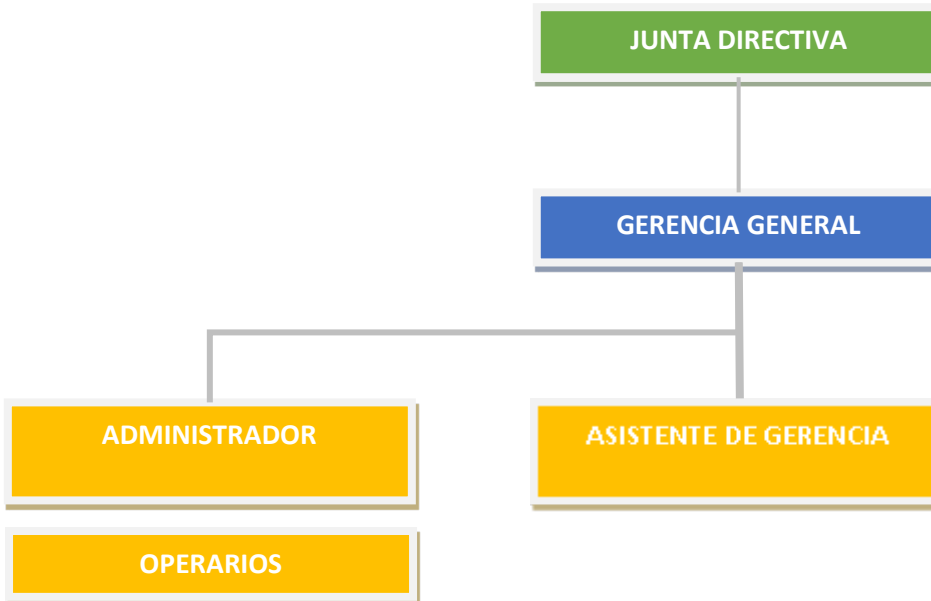 JUNTA DIRECTIVA
GERENCIA GENERAL
ADMINISTRADOR
ASISTENTE DE GERENCIA
OPERARIOS